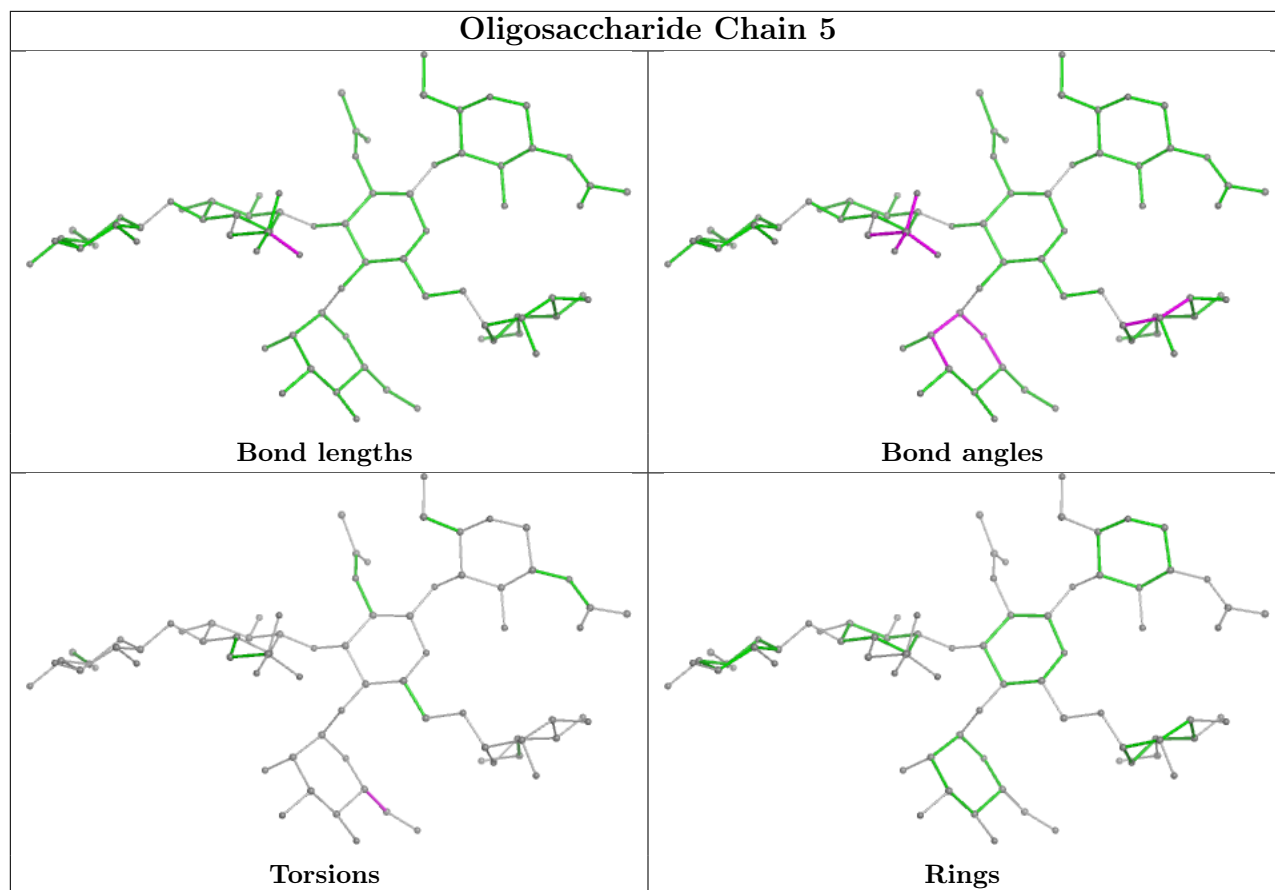 Oligosaccharide Chain 5
Bond lengths
Bond angles
Torsions
Rings